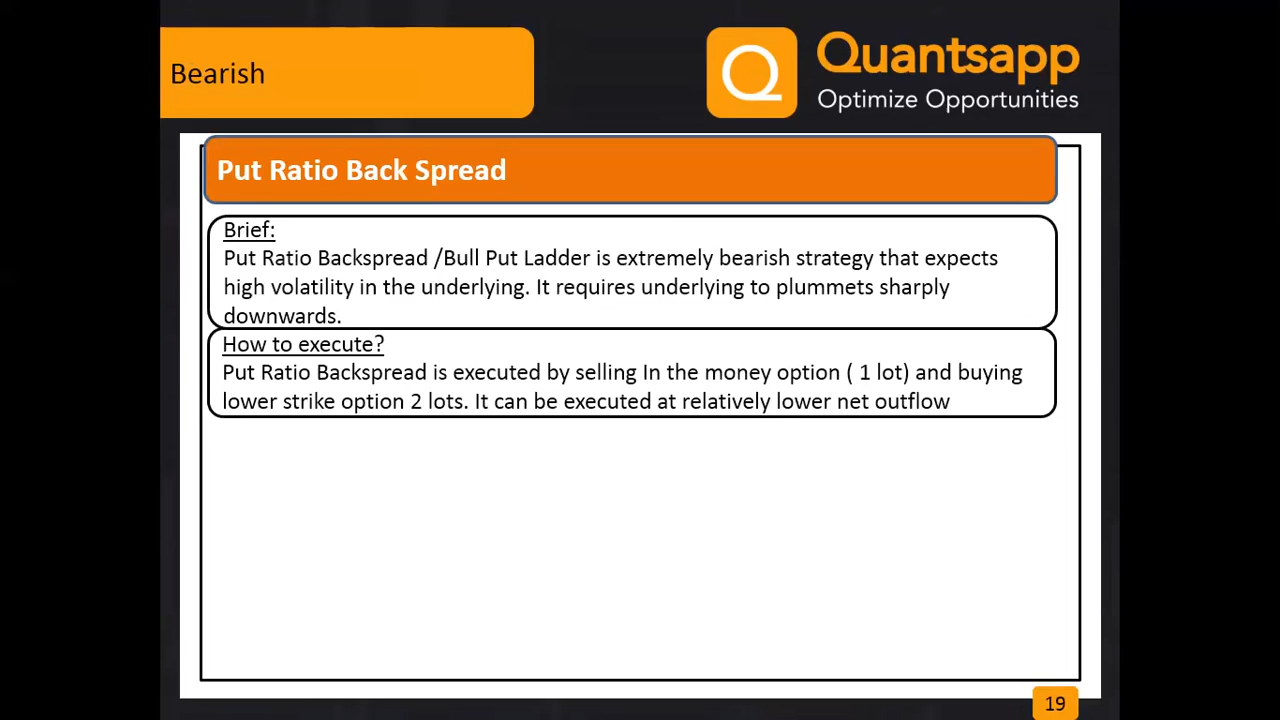 Bearish
Q
Quantsapp
Optimize Opportunities
Put Ratio Back Spread
Brief:
Put Ratio Backspread /Bull Put Ladder is extremely bearish strategy that expects
high volatility in the underlying. It requires underlying to plummets sharply
downwards.
How to execute?
Put Ratio Backspread is executed by selling In the money option ( 1 lot) and buying
lower strike option 2 lots. It can be executed at relatively lower net outflow
19